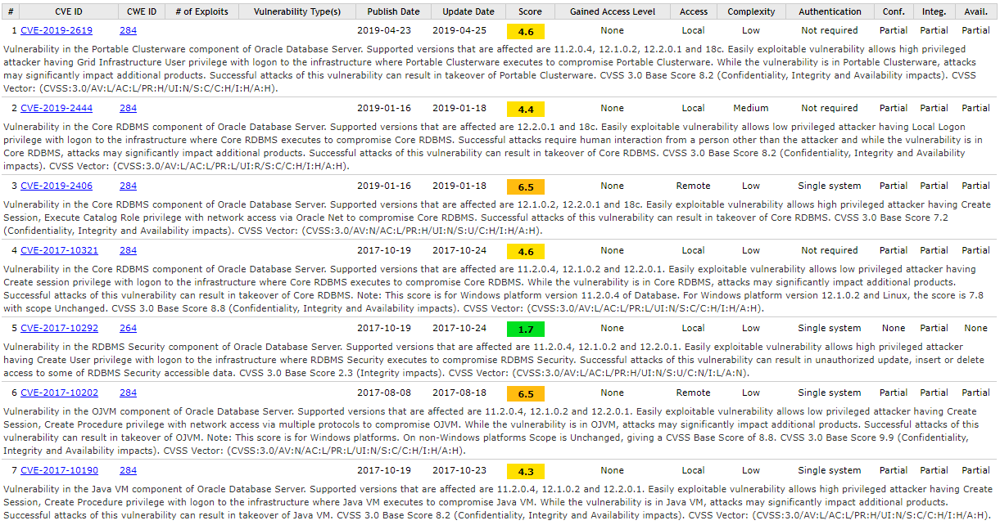 # CVE ID CWE ID # of Exploits Vulnerability Type(s) Publish Date Update Date Score Gained Access Level Access Complexity Authentication Conf. Integ. Avail.
1 CVE-2019-2619 284 2019-04-23 2019-04-25 4.6 None Local Low Not required Partial Partial Partial
Vulnerability in the Portable Clusterware component of Oracle Database Server. Supported versions that are affected are 11.2.0.4, 12.1.0.2, 12.2.0.1 and 18c. Easily exploitable vulnerability allows high privileged
attacker having Grid Infrastructure User privilege with logon to the infrastructure where Portable Clusterware executes to compromise Portable Clusterware. While the vulnerability is in Portable Clusterware, attacks
may significantly impact additional products. Successful attacks of this vulnerability can result in takeover of Portable Clusterware. CVSS 3.0 Base Score 8.2 (Confidentiality, Integrity and Availability impacts). CVSS
Vector: (CVSS:3.0/AV:L/AC:L/PR:H/UI:N/S:C/C:H/I:H/A:H).
2 CVE-2019-2444 284 2019-01-16 2019-01-18 4.4 None Local Medium Not required Partial Partial Partial
Vulnerability in the Core RDBMS component of Oracle Database Server. Supported versions that are affected are 12.2.0.1 and 18c. Easily exploitable vulnerability allows low privileged attacker having Local Logon
privilege with logon to the infrastructure where Core RDBMS executes to compromise Core RDBMS. Successful attacks require human interaction from a person other than the attacker and while the vulnerability is in
Core RDBMS, attacks may significantly impact additional products. Successful attacks of this vulnerability can result in takeover of Core RDBMS. CVSS 3.0 Base Score 8.2 (Confidentiality, Integrity and Availability
impacts). CVSS Vector: (CVSS:3.0/AV:L/AC:L/PR:L/UI:R/S:C/C:H/I:H/A:H).
3 CVE-2019-2406 284 2019-01-16 2019-01-18 6.5 None Remote Low Single system Partial Partial Partial
Vulnerability in the Core RDBMS component of Oracle Database Server. Supported versions that are affected are 12.1.0.2, 12.2.0.1 and 18c. Easily exploitable vulnerability allows high privileged attacker having Create
Session, Execute Catalog Role privilege with network access via Oracle Net to compromise Core RDBMS. Successful attacks of this vulnerability can result in takeover of Core RDBMS. CVSS 3.0 Base Score 7.2
(Confidentiality, Integrity and Availability impacts). CVSS Vector: (CVSS:3.0/AV:N/AC:L/PR:H/UI:N/S:U/C:H/I:H/A:H).
4 CVE-2017-10321 284 2017-10-19 2017-10-24 4.6 None Local Low Not required Partial Partial Partial
Vulnerability in the Core RDBMS component of Oracle Database Server. Supported versions that are affected are 11.2.0.4, 12.1.0.2 and 12.2.0.1. Easily exploitable vulnerability allows low privileged attacker having
Create session privilege with logon to the infrastructure where Core RDBMS executes to compromise Core RDBMS. While the vulnerability is in Core RDBMS, attacks may significantly impact additional products.
Successful attacks of this vulnerability can result in takeover of Core RDBMS. Note: This score is for Windows platform version 11.2.0.4 of Database. For Windows platform version 12.1.0.2 and Linux, the score is 7.8
with scope Unchanged. CVSS 3.0 Base Score 8.8 (Confidentiality, Integrity and Availability impacts). CVSS Vector: (CVSS:3.0/AV:L/AC:L/PR:L/UI:N/S:C/C:H/I:H/A:H).
5 CVE-2017-10292 264 2017-10-19 2017-10-24 1.7 None Local Low Single system None Partial None
Vulnerability in the RDBMS Security component of Oracle Database Server. Supported versions that are affected are 11.2.0.4, 12.1.0.2 and 12.2.0.1. Easily exploitable vulnerability allows high privileged attacker
having Create User privilege with logon to the infrastructure where RDBMS Security executes to compromise RDBMS Security. Successful attacks of this vulnerability can result in unauthorized update, insert or delete
access to some of RDBMS Security accessible data. CVSS 3.0 Base Score 2.3 (Integrity impacts). CVSS Vector: (CVSS:3.0/AV:L/AC:L/PR:H/UI:N/S:U/C:N/I:L/A:N).
6 CVE-2017-10202 284 2017-08-08 2017-08-18 6.5 None Remote Low Single system Partial Partial Partial
Vulnerability in the OJVM component of Oracle Database Server. Supported versions that are affected are 11.2.0.4, 12.1.0.2 and 12.2.0.1. Easily exploitable vulnerability allows low privileged attacker having Create
Session, Create Procedure privilege with network access via multiple protocols to compromise OJVM. While the vulnerability is in OJVM, attacks may significantly impact additional products. Successful attacks of this
vulnerability can result in takeover of OJVM. Note: This score is for Windows platforms. On non-Windows platforms Scope is Unchanged, giving a CVSS Base Score of 8.8. CVSS 3.0 Base Score 9.9 (Confidentiality,
Integrity and Availability impacts). CVSS Vector: (CVSS:3.0/AV:N/AC:L/PR:L/UI:N/S:C/C:H/I:H/A:H).
7 CVE-2017-10190 284 2017-10-19 2017-10-23 4.3 None Local Low Single system Partial Partial Partial
Vulnerability in the Java VM component of Oracle Database Server. Supported versions that are affected are 11.2.0.4, 12.1.0.2 and 12.2.0.1. Easily exploitable vulnerability allows high privileged attacker having Create
Session, Create Procedure privilege with logon to the infrastructure where Java VM executes to compromise Java VM. While the vulnerability is in Java VM, attacks may significantly impact additional products.
Successful attacks of this vulnerability can result in takeover of Java VM. CVSS 3.0 Base Score 8.2 (Confidentiality, Integrity and Availability impacts). CVSS Vector: (CVSS:3.0/AV:L/AC:L/PR:H/UI:N/S:C/C:H/I:H/A:H).